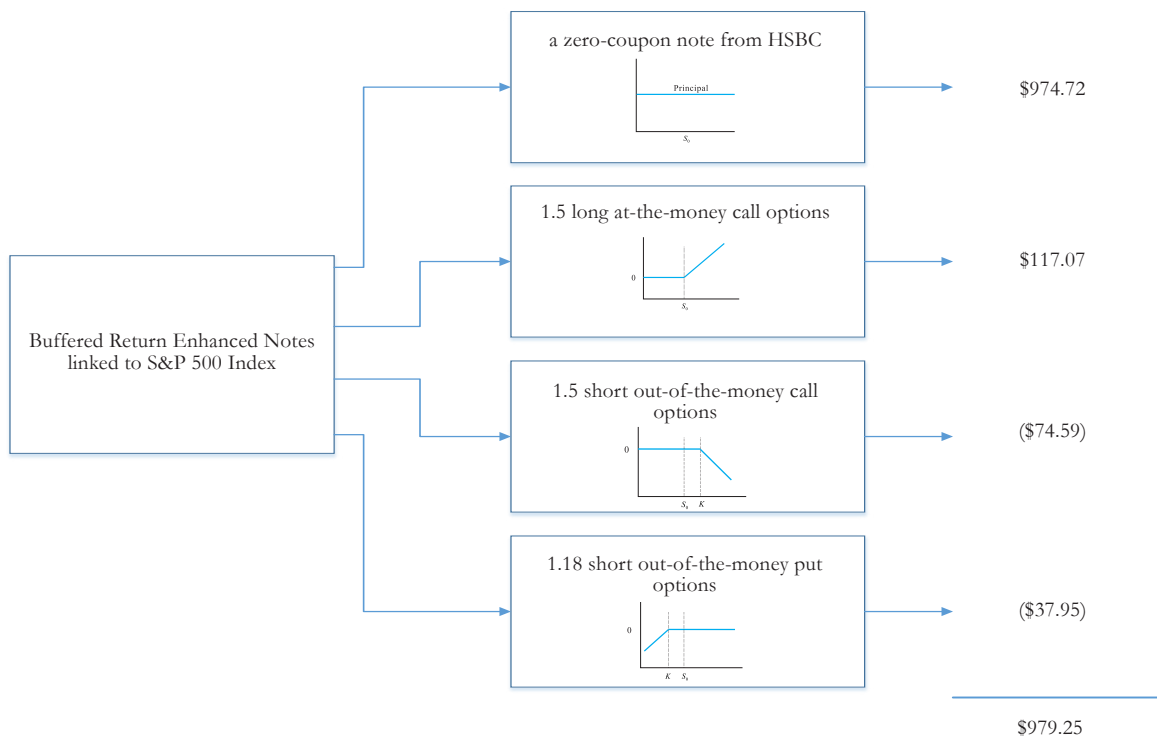 a zero-coupon note from HSBC
Principal
S₀
$974.72
1.5 long at-the-money call options
0
S₀
$117.07
Buffered Return Enhanced Notes
linked to S&P 500 Index
1.5 short out-of-the-money call
options
0
S₀ K
($74.59)
1.18 short out-of-the-money put
options
0
K S₀
($37.95)
$979.25